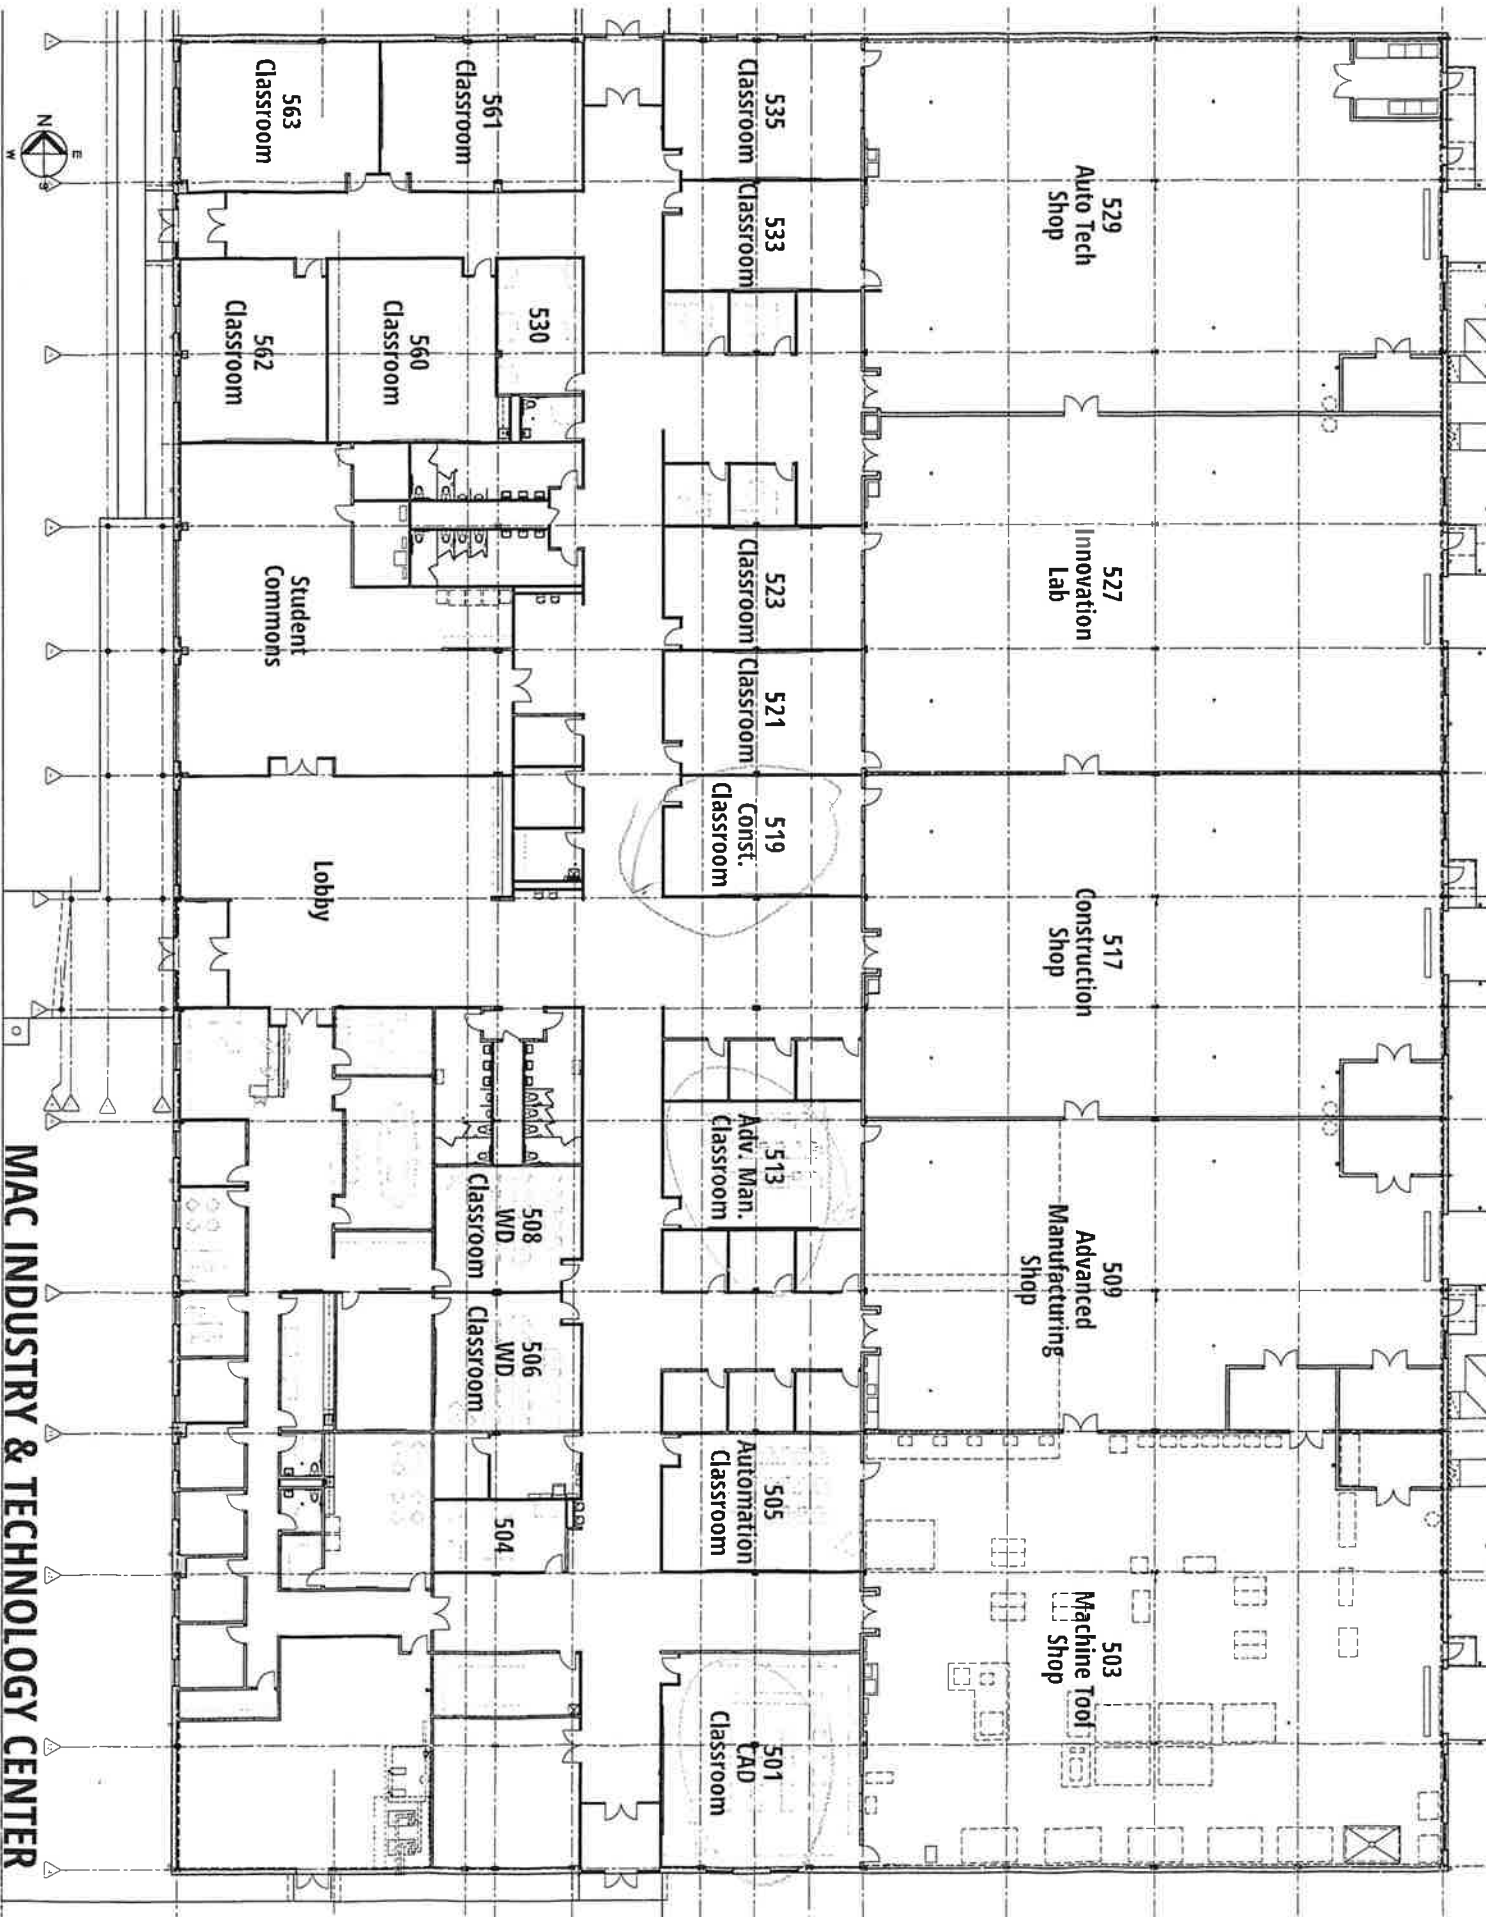 529
Auto Tech
Shop
527
Innovation
Lab
517
Construction
Shop
509
Advanced
Manufacturing
Shop
503
Machine Tool
Shop
535
Classroom
533
Classroom
523
Classroom
521
Classroom
519
Const.
Classroom
513
Adv. Man.
Classroom
505
Automation
Classroom
501
CAD
Classroom
530
561
Classroom
560
Classroom
508
WD
Classroom
506
WD
Classroom
504
563
Classroom
562
Classroom
Student
Commons
Lobby
N
E
S
W
MAC INDUSTRY & TECHNOLOGY CENTER